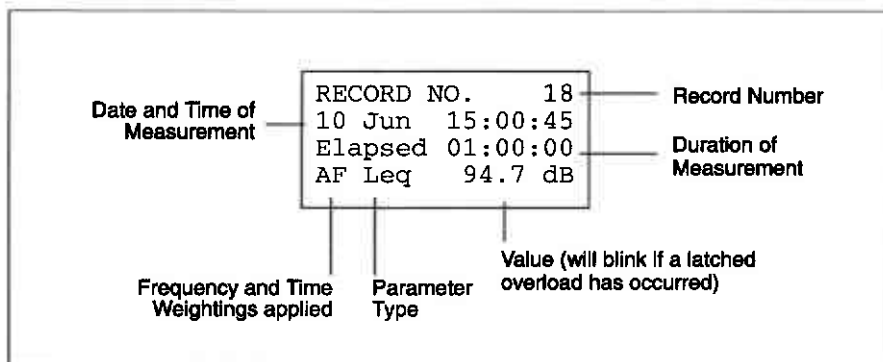 RECORD NO. 18
10 Jun 15:00:45
Elapsed 01:00:00
AF Leq 94.7 dB
Date and Time of
Measurement
Record Number
Duration of
Measurement
Frequency and Time
Weightings applied
Parameter
Type
Value (will blink if a latched
overload has occurred)